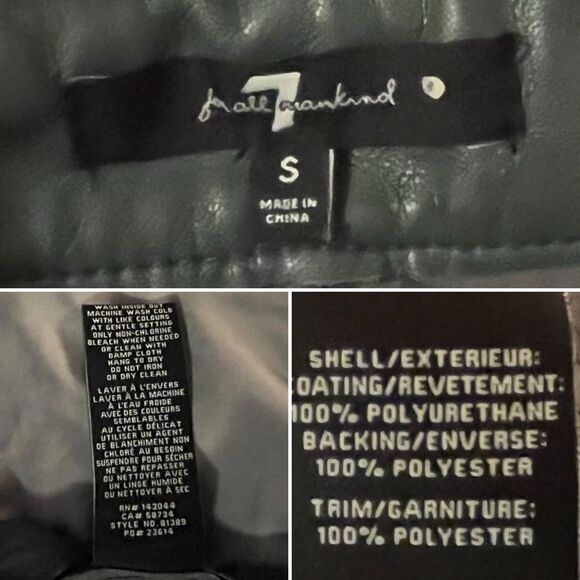 for all 7 mankind
S
MADE IN
CHINA
WASH INSIDE OUT
MACHINE WASH COLD
WITH LIKE COLOURS
AT GENTLE SETTING
ONLY NON-CHLORINE
BLEACH WHEN NEEDED
OR CLEAN WITH
DAMP CLOTH
HANG TO DRY
DO NOT IRON
OR DRY CLEAN
LAVER À L'ENVERS
LAVER À LA MACHINE
À L'EAU FROIDE
AVEC DES COULEURS
SEMBLABLES
AU CYCLE DÉLICAT
UTILISER UN AGENT
DE BLANCHIMENT NON
CHLORÉ AU BESOIN
SUSPENDRE POUR SÉCHER
NE PAS REPASSER
OU NETTOYER AVEC
UN LINGE HUMIDE
OU NETTOYER À SEC
RN# 143044
CA# 58734
STYLE NO. 81389
PO# 23614
SHELL/EXTERIEUR:
COATING/REVETEMENT:
100% POLYURETHANE
BACKING/ENVERSE:
100% POLYESTER
TRIM/GARNITURE:
100% POLYESTER